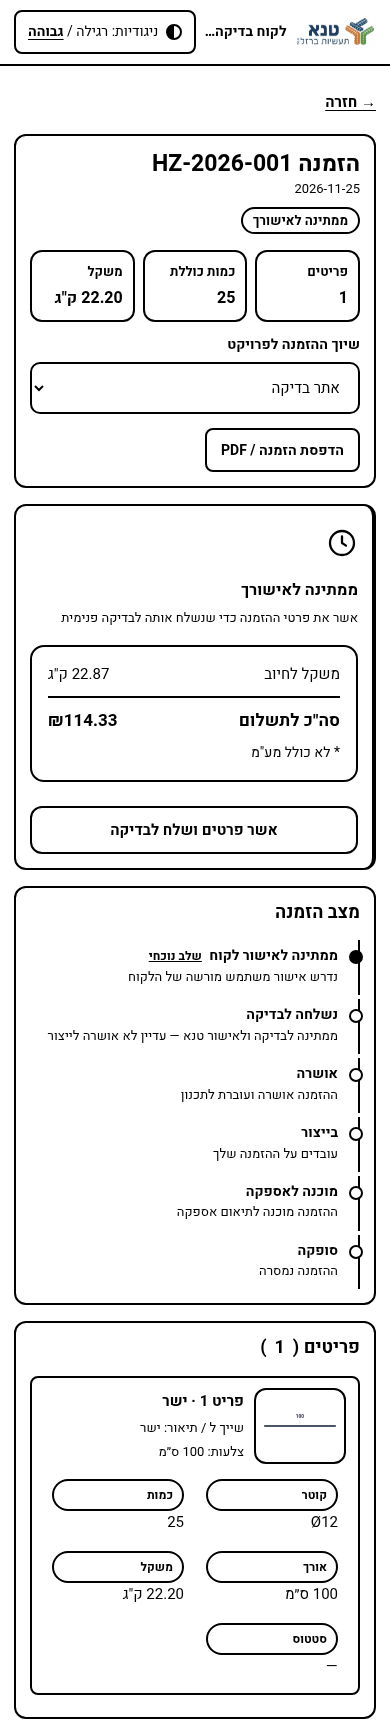 טנא
תעשיות ברזל
לקוח בדיקה...
ניגודיות: רגילה / גבוהה
→ חזרה
הזמנה HZ-2026-001
2026-11-25
ממתינה לאישורך
פריטים
1
כמות כוללת
25
משקל
22.20 ק"ג
שיוך ההזמנה לפרויקט
אתר בדיקה
הדפסת הזמנה / PDF
ממתינה לאישורך
אשר את פרטי ההזמנה כדי שנשלח אותה לבדיקה פנימית
משקל לחיוב 22.87 ק"ג
סה"כ לתשלום ₪114.33
* לא כולל מע"מ
אשר פרטים ושלח לבדיקה
מצב הזמנה
ממתינה לאישור לקוח שלב נוכחי
נדרש אישור משתמש מורשה של הלקוח
נשלחה לבדיקה
ממתינה לבדיקה ולאישור טנא — עדיין לא אושרה לייצור
אושרה
ההזמנה אושרה ועוברת לתכנון
בייצור
עובדים על ההזמנה שלך
מוכנה לאספקה
ההזמנה מוכנה לתיאום אספקה
סופקה
ההזמנה נמסרה
פריטים ( 1 )
100
פריט 1 · ישר
שייך ל / תיאור: ישר
צלעות: 100 ס"מ
קוטר
Ø12
כמות
25
אורך
100 ס"מ
משקל
22.20 ק"ג
סטטוס
—